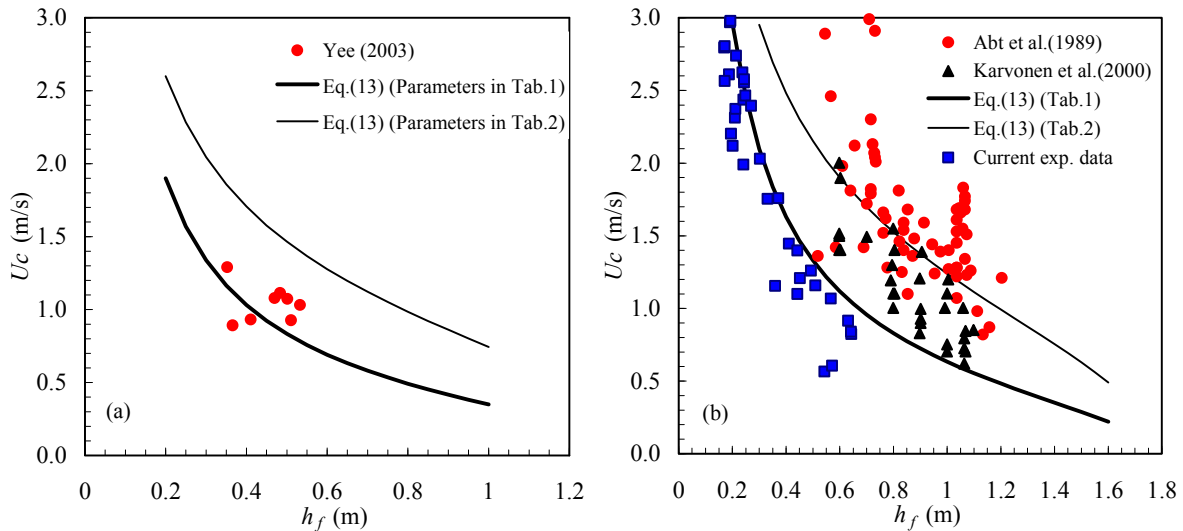 3.0
2.5
2.0
1.5
1.0
0.5
0.0
Uc (m/s)
Yee (2003)
Eq.(13) (Parameters in Tab.1)
Eq.(13) (Parameters in Tab.2)
(a)
0 0.2 0.4 0.6 0.8 1 1.2
hf (m)
3.0
2.5
2.0
1.5
1.0
0.5
0.0
Uc (m/s)
Abt et al.(1989)
Karvonen et al.(2000)
Eq.(13) (Tab.1)
Eq.(13) (Tab.2)
Current exp. data
(b)
0 0.2 0.4 0.6 0.8 1 1.2 1.4 1.6 1.8
hf (m)